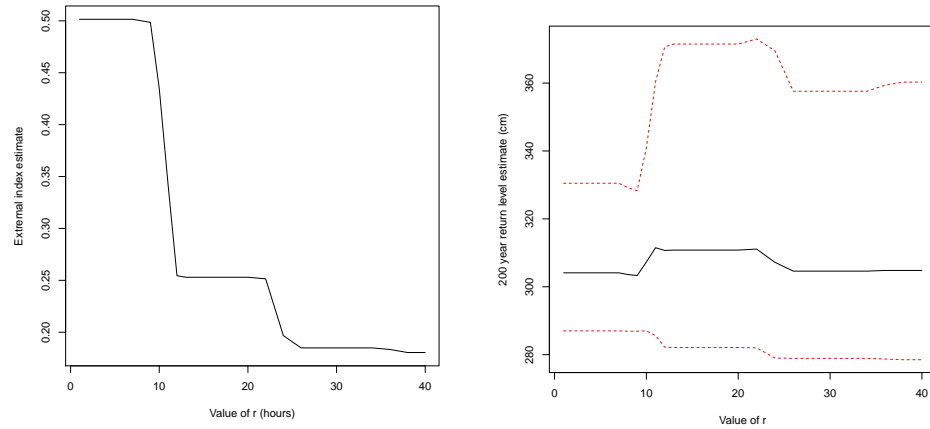 Extremal index estimate
0.50
0.45
0.40
0.35
0.30
0.25
0.20
0 10 20 30 40
Value of r (hours)
200 year return level estimate (cm)
360
340
320
300
280
0 10 20 30 40
Value of r